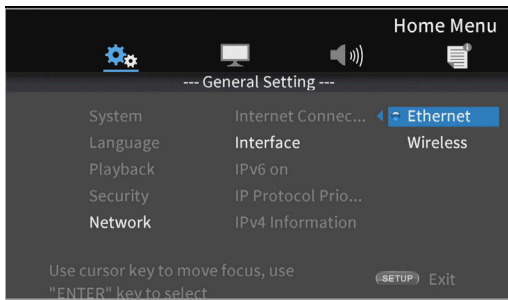 Home Menu
--- General Setting ---
System Internet Connec... Ethernet
Language Interface Wireless
Playback IPv6 on
Security IP Protocol Prio...
Network IPv4 Information
Use cursor key to move focus, use
"ENTER" key to select
SETUP Exit